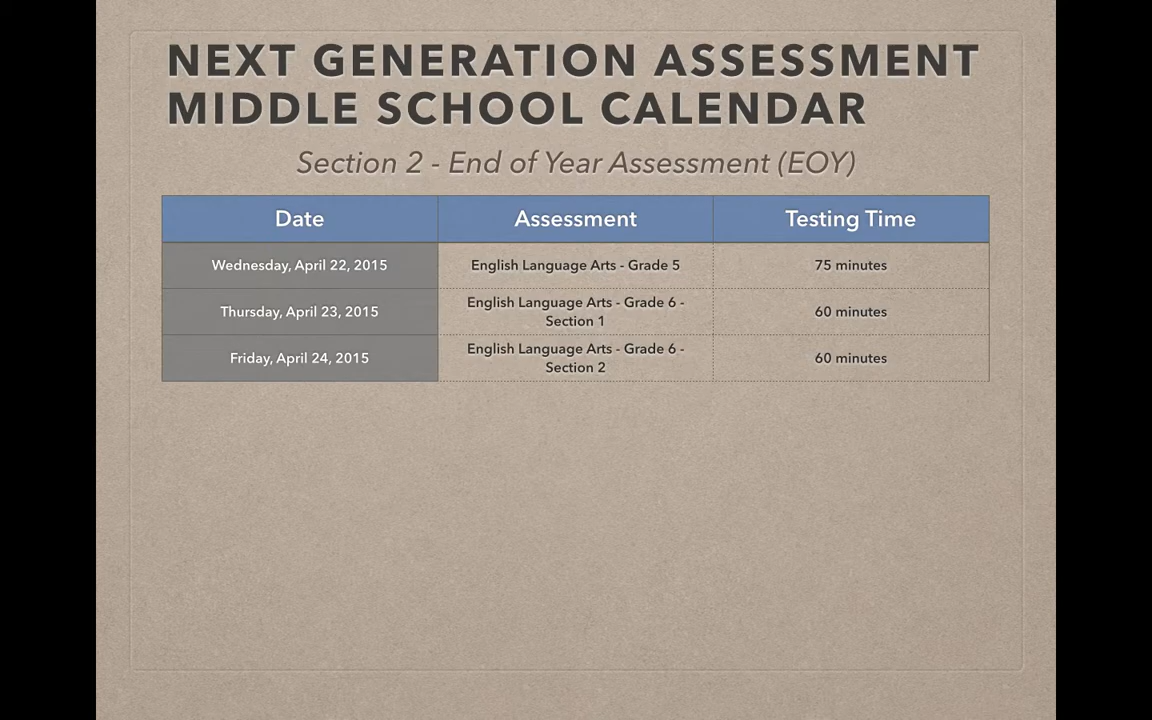 NEXT GENERATION ASSESSMENT
MIDDLE SCHOOL CALENDAR
Section 2 - End of Year Assessment (EOY)
Date Assessment Testing Time
Wednesday, April 22, 2015 English Language Arts - Grade 5 75 minutes
Thursday, April 23, 2015 English Language Arts - Grade 6 - Section 1 60 minutes
Friday, April 24, 2015 English Language Arts - Grade 6 - Section 2 60 minutes